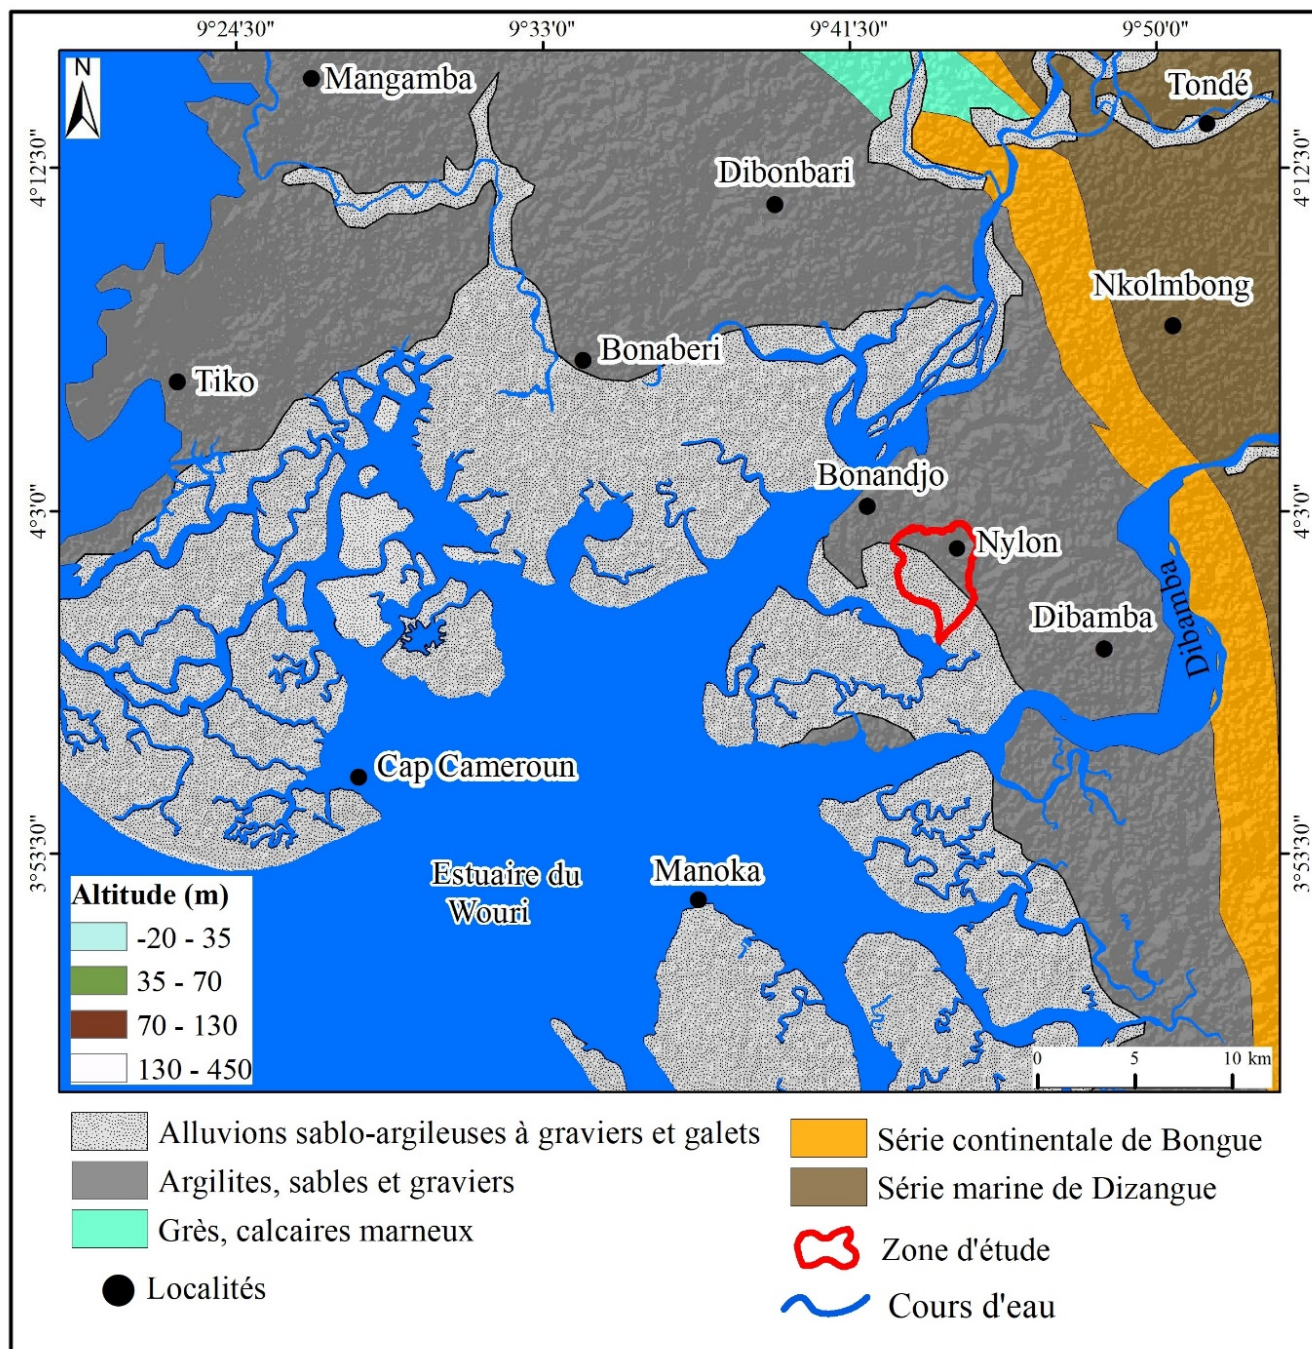 9°24'30"
9°33'0"
9°41'30"
9°50'0"
N
Mangamba
Tondé
4°12'30"
4°12'30"
Dibonbari
Nkolmbong
Bonaberi
Tiko
Bonandjo
4°3'0"
4°3'0"
Nylon
Dibamba
Dibamba
Cap Cameroun
3°53'30"
3°53'30"
Estuaire du
Wouri
Manoka
Altitude (m)
-20 - 35
35 - 70
70 - 130
130 - 450
0 5 10 km
Alluvions sablo-argileuses à graviers et galets
Argilites, sables et graviers
Grès, calcaires marneux
Localités
Série continentale de Bongue
Série marine de Dizangue
Zone d'étude
Cours d'eau